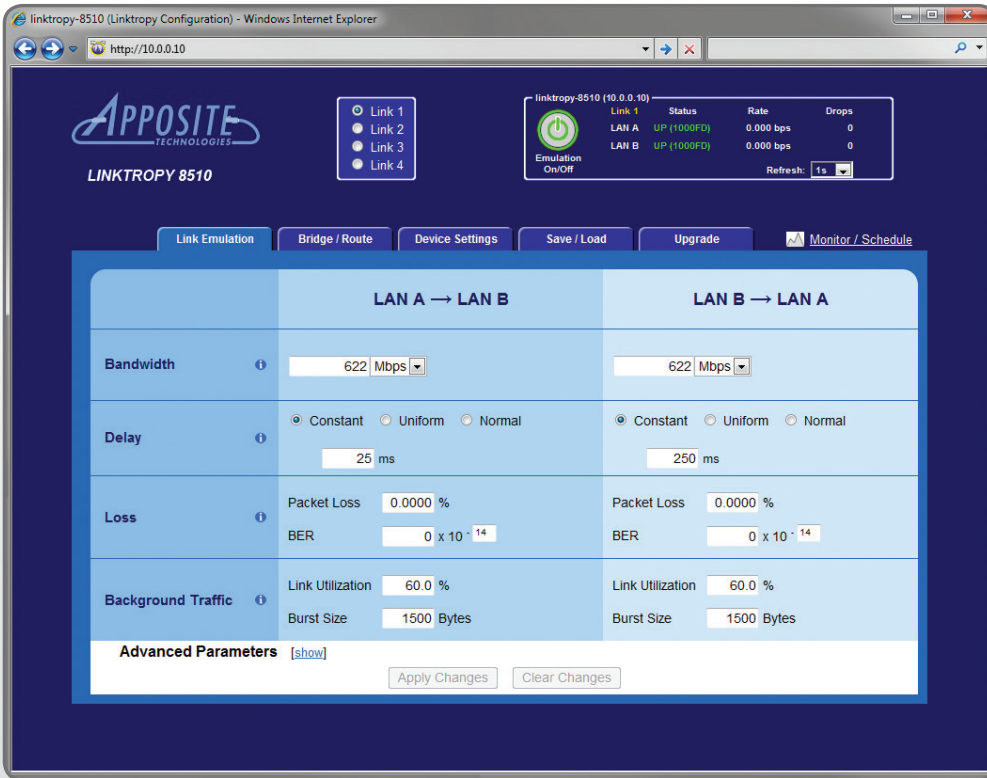 linktropy-8510 (Linktropy Configuration) - Windows Internet Explorer
http://10.0.0.10
APPOSITE
TECHNOLOGIES
LINKTROPY 8510
Link 1
Link 2
Link 3
Link 4
linktropy-8510 (10.0.0.10)
Link 1 Status Rate Drops
LAN A UP (1000FD) 0.000 bps 0
LAN B UP (1000FD) 0.000 bps 0
Emulation
On/Off
Refresh: 1s
Link Emulation Bridge / Route Device Settings Save / Load Upgrade Monitor / Schedule
LAN A → LAN B LAN B → LAN A
Bandwidth 622 Mbps 622 Mbps
Constant Uniform Normal Constant Uniform Normal
Delay
25 ms 250 ms
Packet Loss 0.0000 % Packet Loss 0.0000 %
Loss
BER 0 x 10 - 14 BER 0 x 10 - 14
Link Utilization 60.0 % Link Utilization 60.0 %
Background Traffic
Burst Size 1500 Bytes Burst Size 1500 Bytes
Advanced Parameters [show]
Apply Changes Clear Changes